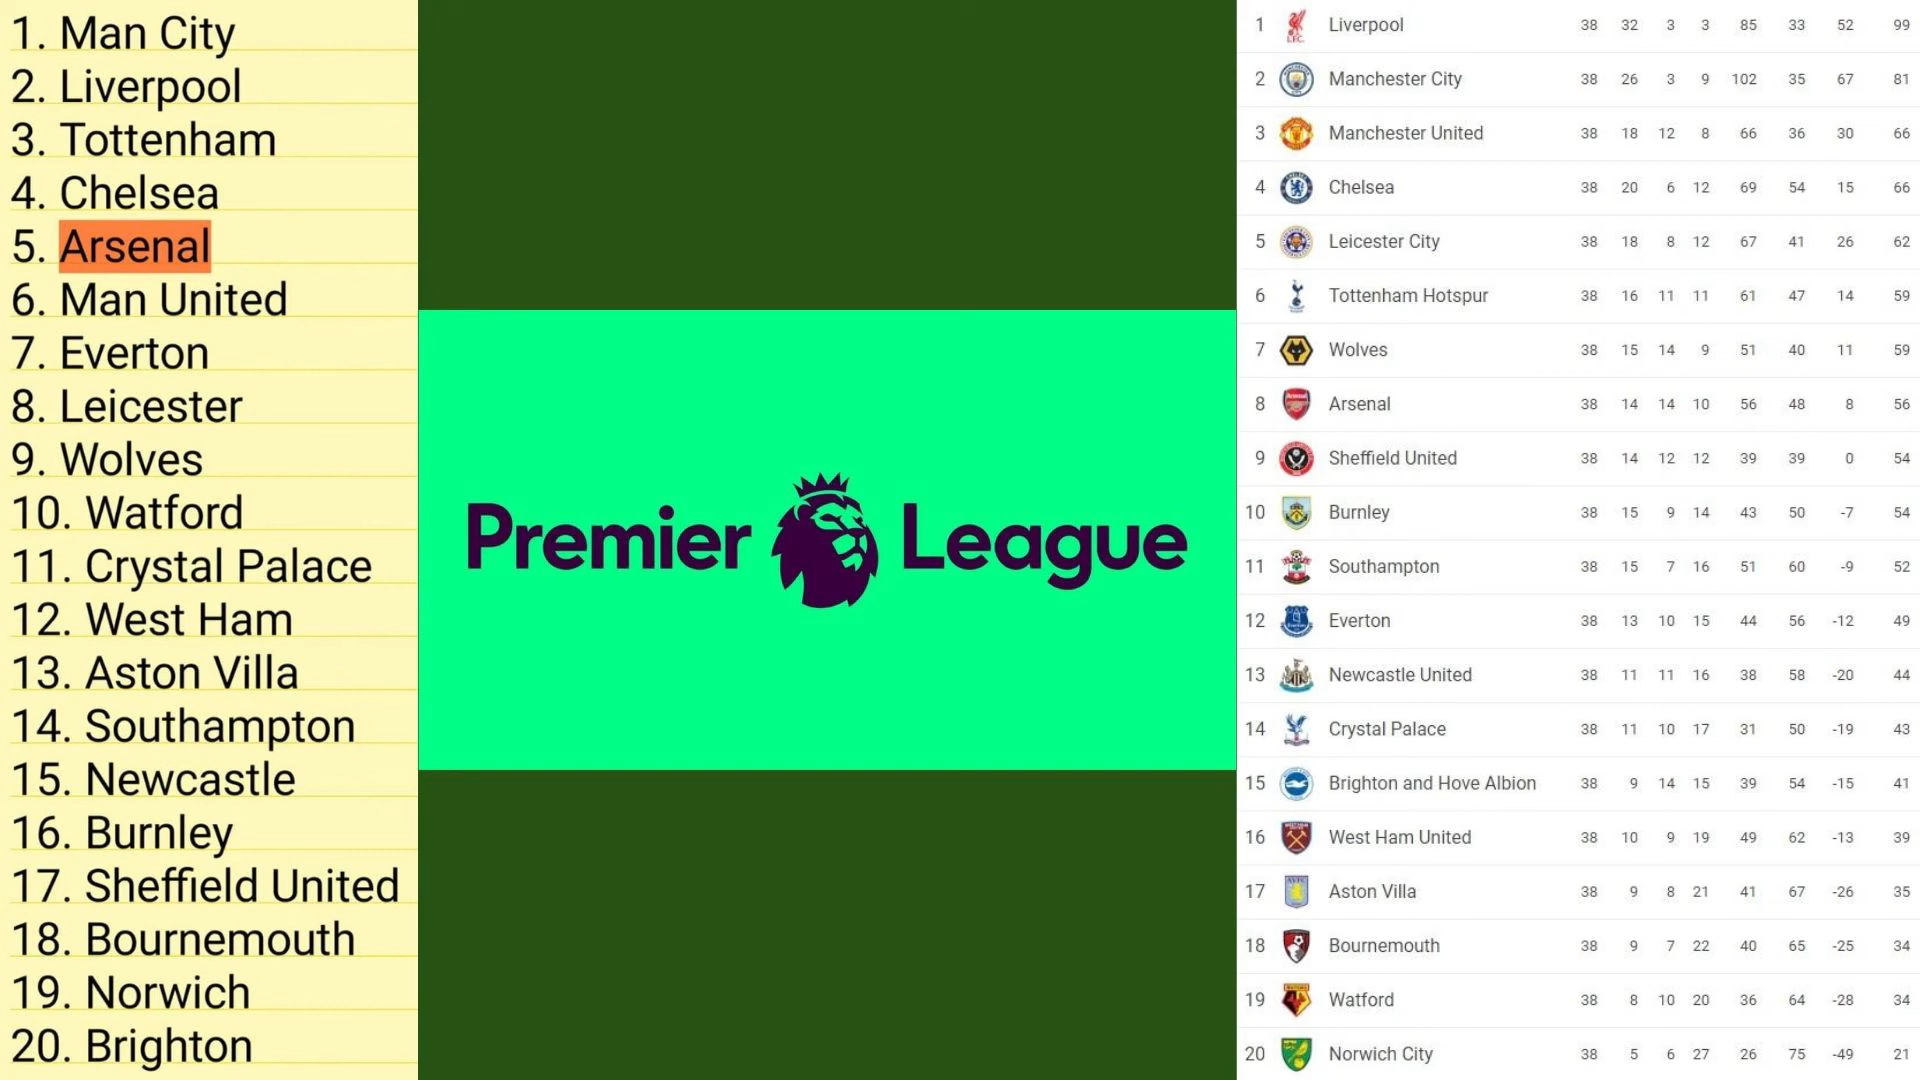 1. Man City
2. Liverpool
3. Tottenham
4. Chelsea
5. Arsenal
6. Man United
7. Everton
8. Leicester
9. Wolves
10. Watford
11. Crystal Palace
12. West Ham
13. Aston Villa
14. Southampton
15. Newcastle
16. Burnley
17. Sheffield United
18. Bournemouth
19. Norwich
20. Brighton
Premier League
1 Liverpool 38 32 3 3 85 33 52 99
2 Manchester City 38 26 3 9 102 35 67 81
3 Manchester United 38 18 12 8 66 36 30 66
4 Chelsea 38 20 6 12 69 54 15 66
5 Leicester City 38 18 8 12 67 41 26 62
6 Tottenham Hotspur 38 16 11 11 61 47 14 59
7 Wolves 38 15 14 9 51 40 11 59
8 Arsenal 38 14 14 10 56 48 8 56
9 Sheffield United 38 14 12 12 39 39 0 54
10 Burnley 38 15 9 14 43 50 -7 54
11 Southampton 38 15 7 16 51 60 -9 52
12 Everton 38 13 10 15 44 56 -12 49
13 Newcastle United 38 11 11 16 38 58 -20 44
14 Crystal Palace 38 11 10 17 31 50 -19 43
15 Brighton and Hove Albion 38 9 14 15 39 54 -15 41
16 West Ham United 38 10 9 19 49 62 -13 39
17 Aston Villa 38 9 8 21 41 67 -26 35
18 Bournemouth 38 9 7 22 40 65 -25 34
19 Watford 38 8 10 20 36 64 -28 34
20 Norwich City 38 5 6 27 26 75 -49 21